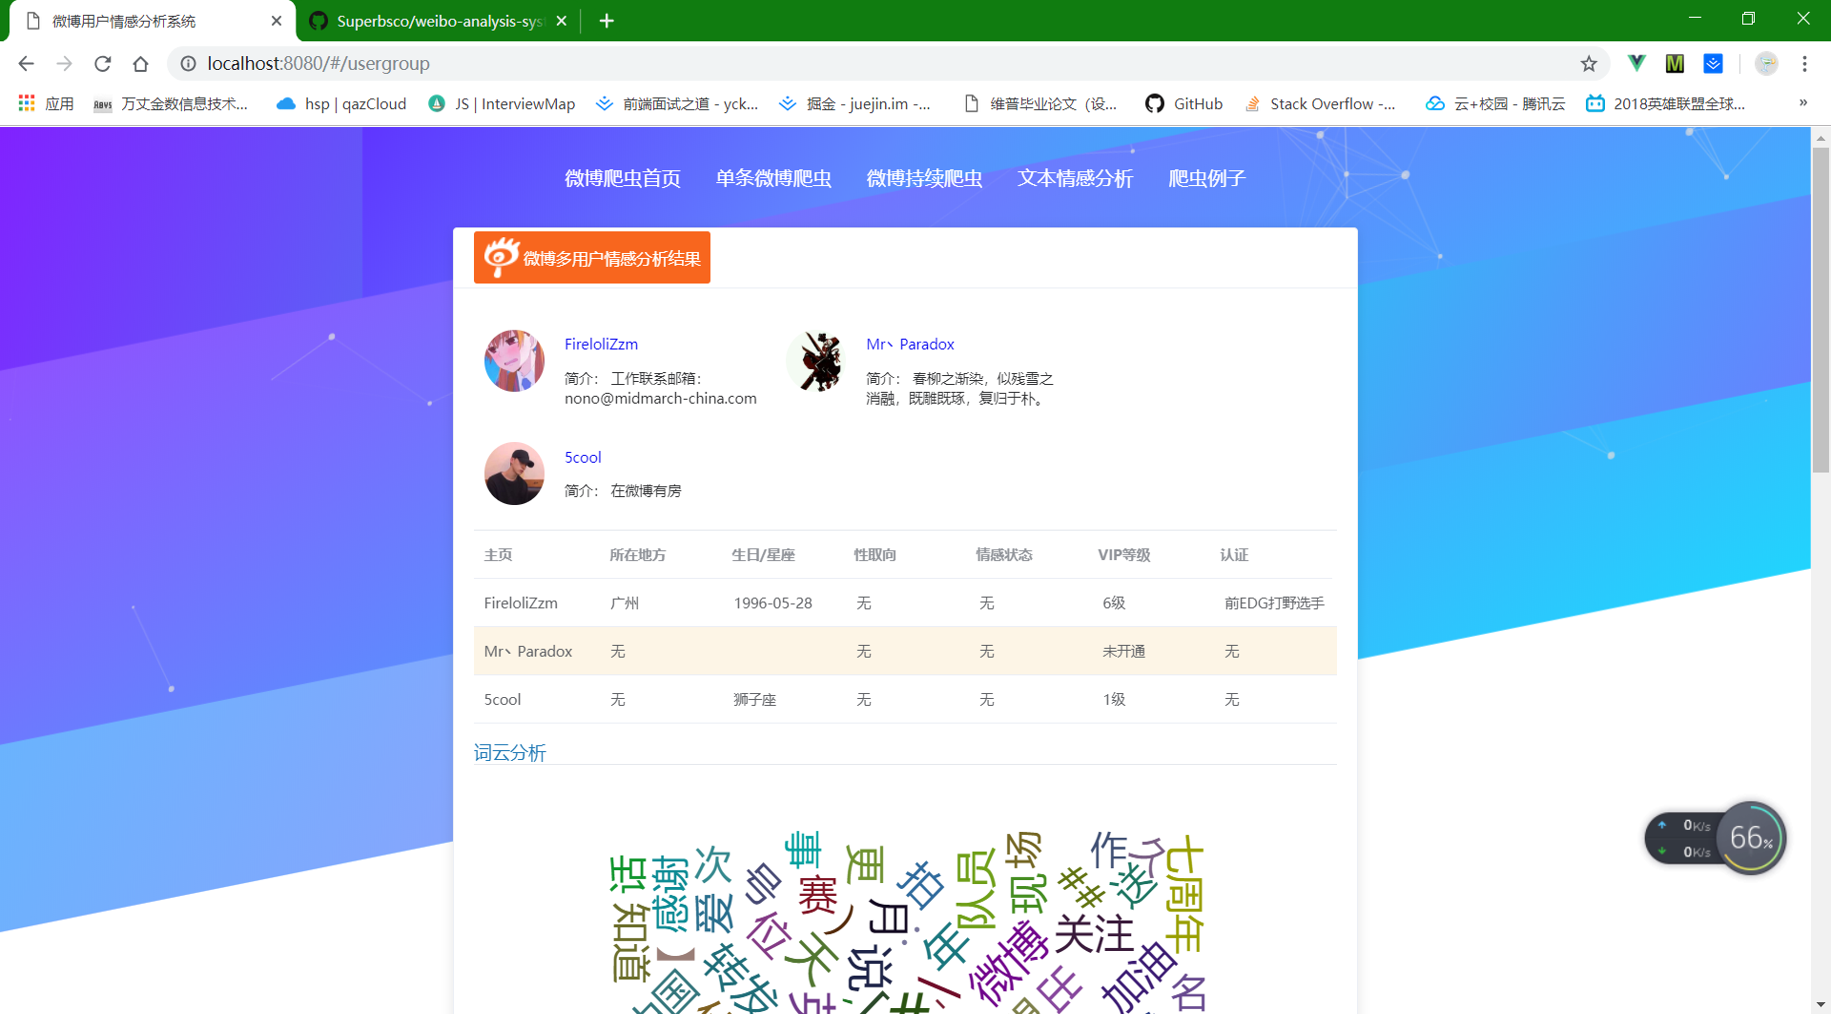 微博用户情感分析系统
Superbsco/weibo-analysis-sys
localhost:8080/#/usergroup
应用
万丈金数信息技术...
hsp | qazCloud
JS | InterviewMap
前端面试之道 - yck...
掘金 - juejin.im -...
维普毕业论文（设...
GitHub
Stack Overflow -...
云+校园 - 腾讯云
2018英雄联盟全球...
»
微博爬虫首页 单条微博爬虫 微博持续爬虫 文本情感分析 爬虫例子
微博多用户情感分析结果
FireloliZzm
简介： 工作联系邮箱：
nono@midmarch-china.com
Mr丶Paradox
简介： 春柳之渐染，似残雪之
消融，既雕既琢，复归于朴。
5cool
简介： 在微博有房
主页 所在地方 生日/星座 性取向 情感状态 VIP等级 认证
FireloliZzm 广州 1996-05-28 无 无 6级 前EDG打野选手
Mr丶Paradox 无 无 无 未开通 无
5cool 无 狮子座 无 无 1级 无
词云分析
话
感谢
次
事
更
场
作
久
七周年
知道
爱
号
赛
拍
队员
现
##
送
位
天
月
说
年
微博
关注
加油
名
】
转发
国
0K/s
0K/s
66%